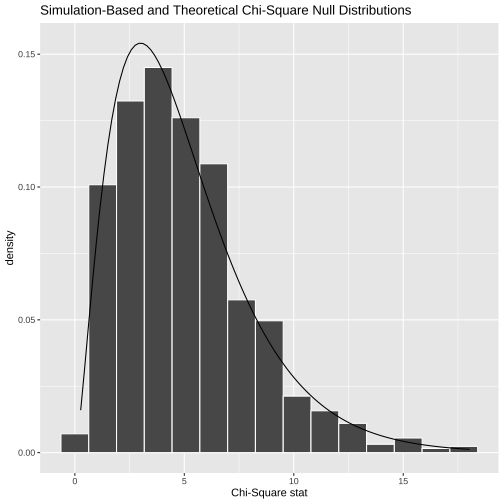 Simulation-Based and Theoretical Chi-Square Null Distributions
0.15
0.10
0.05
0.00
density
0
5
10
15
Chi-Square stat